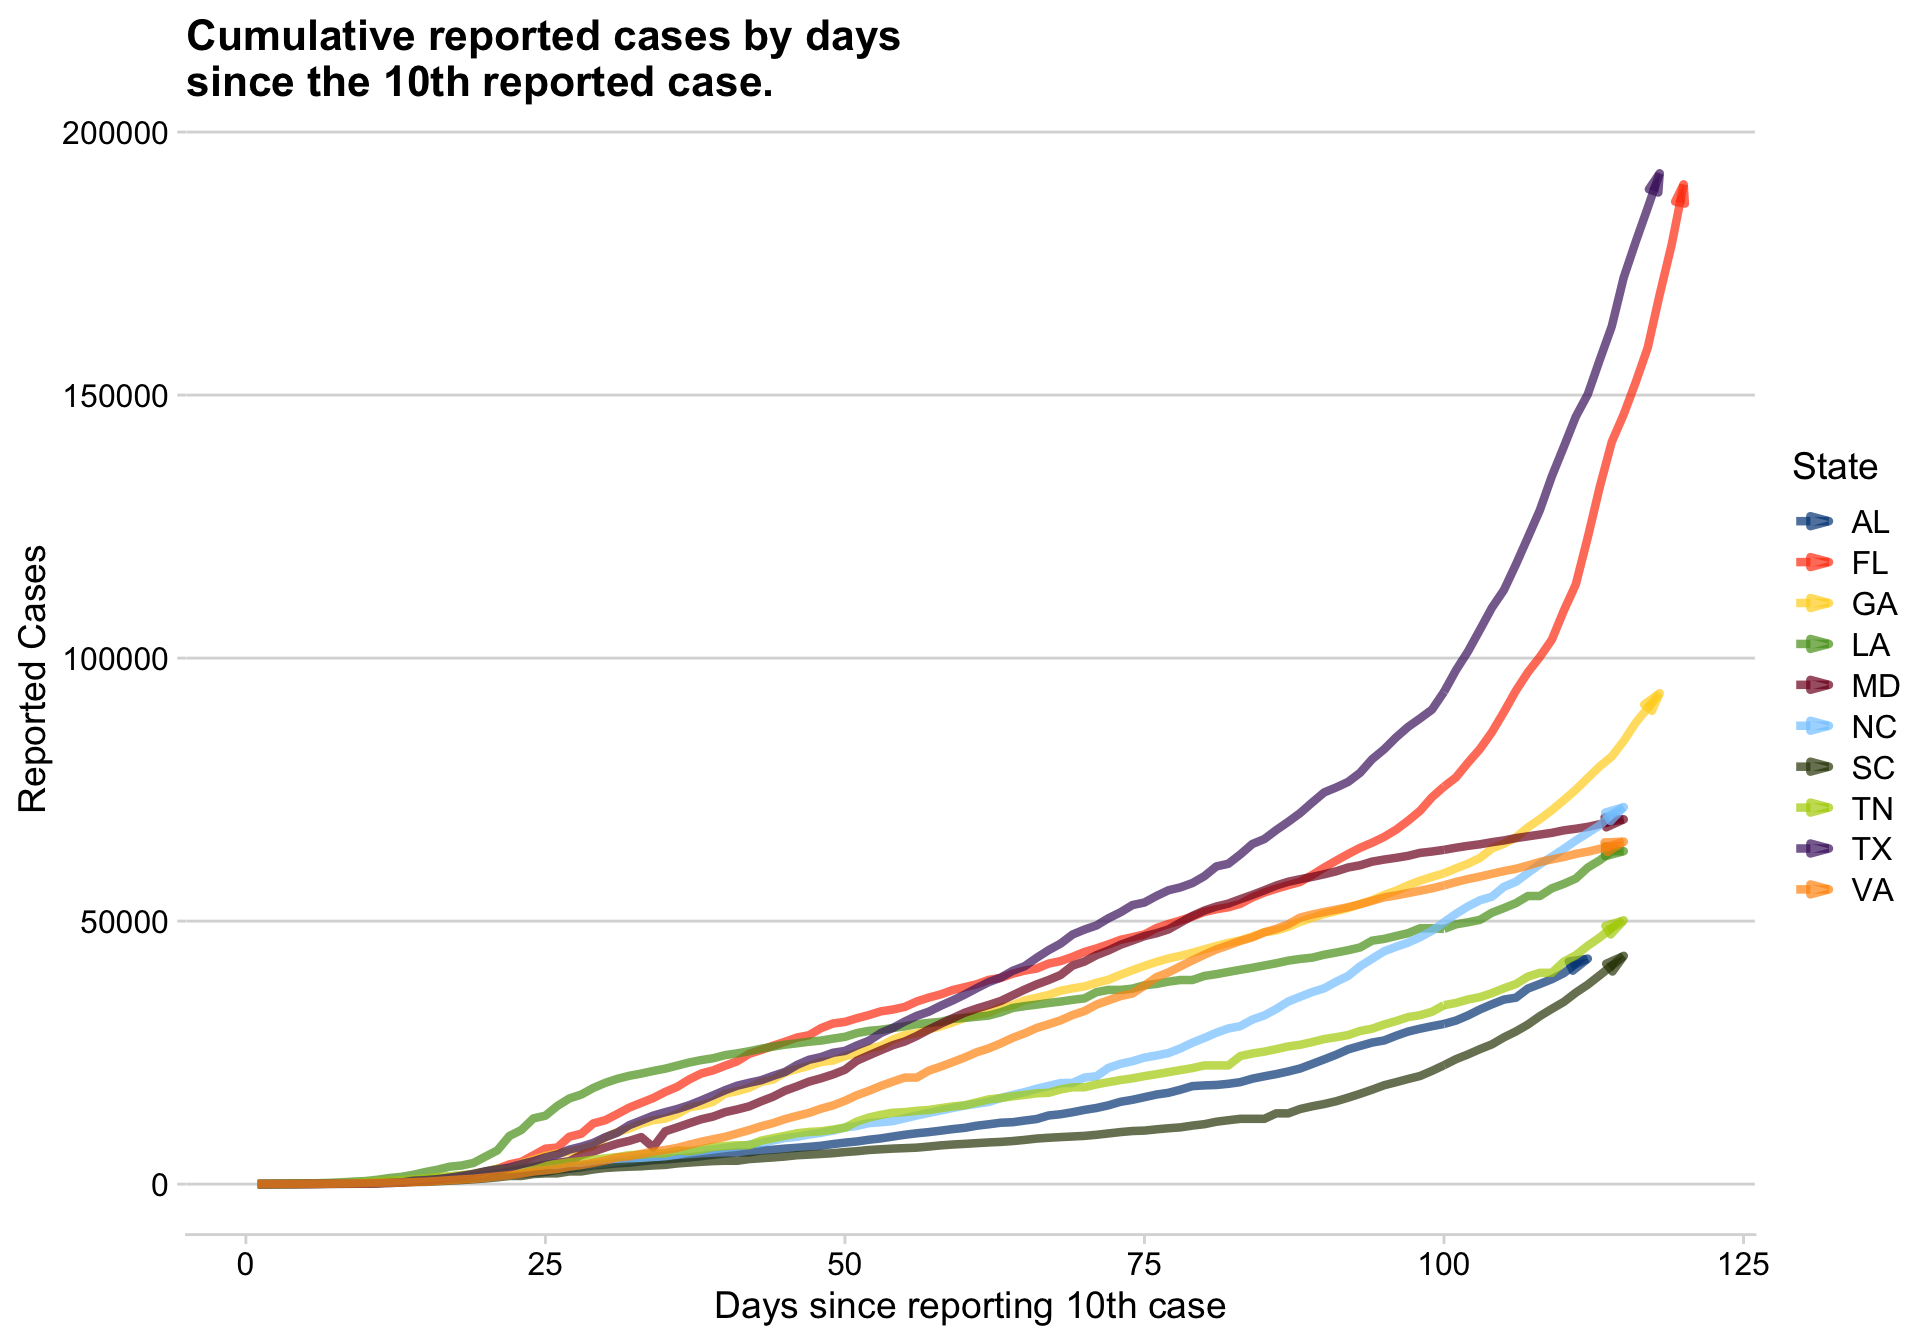 Cumulative reported cases by days
since the 10th reported case.
200000
150000
100000
50000
0
Reported Cases
0 25 50 75 100 125
Days since reporting 10th case
State
AL
FL
GA
LA
MD
NC
SC
TN
TX
VA